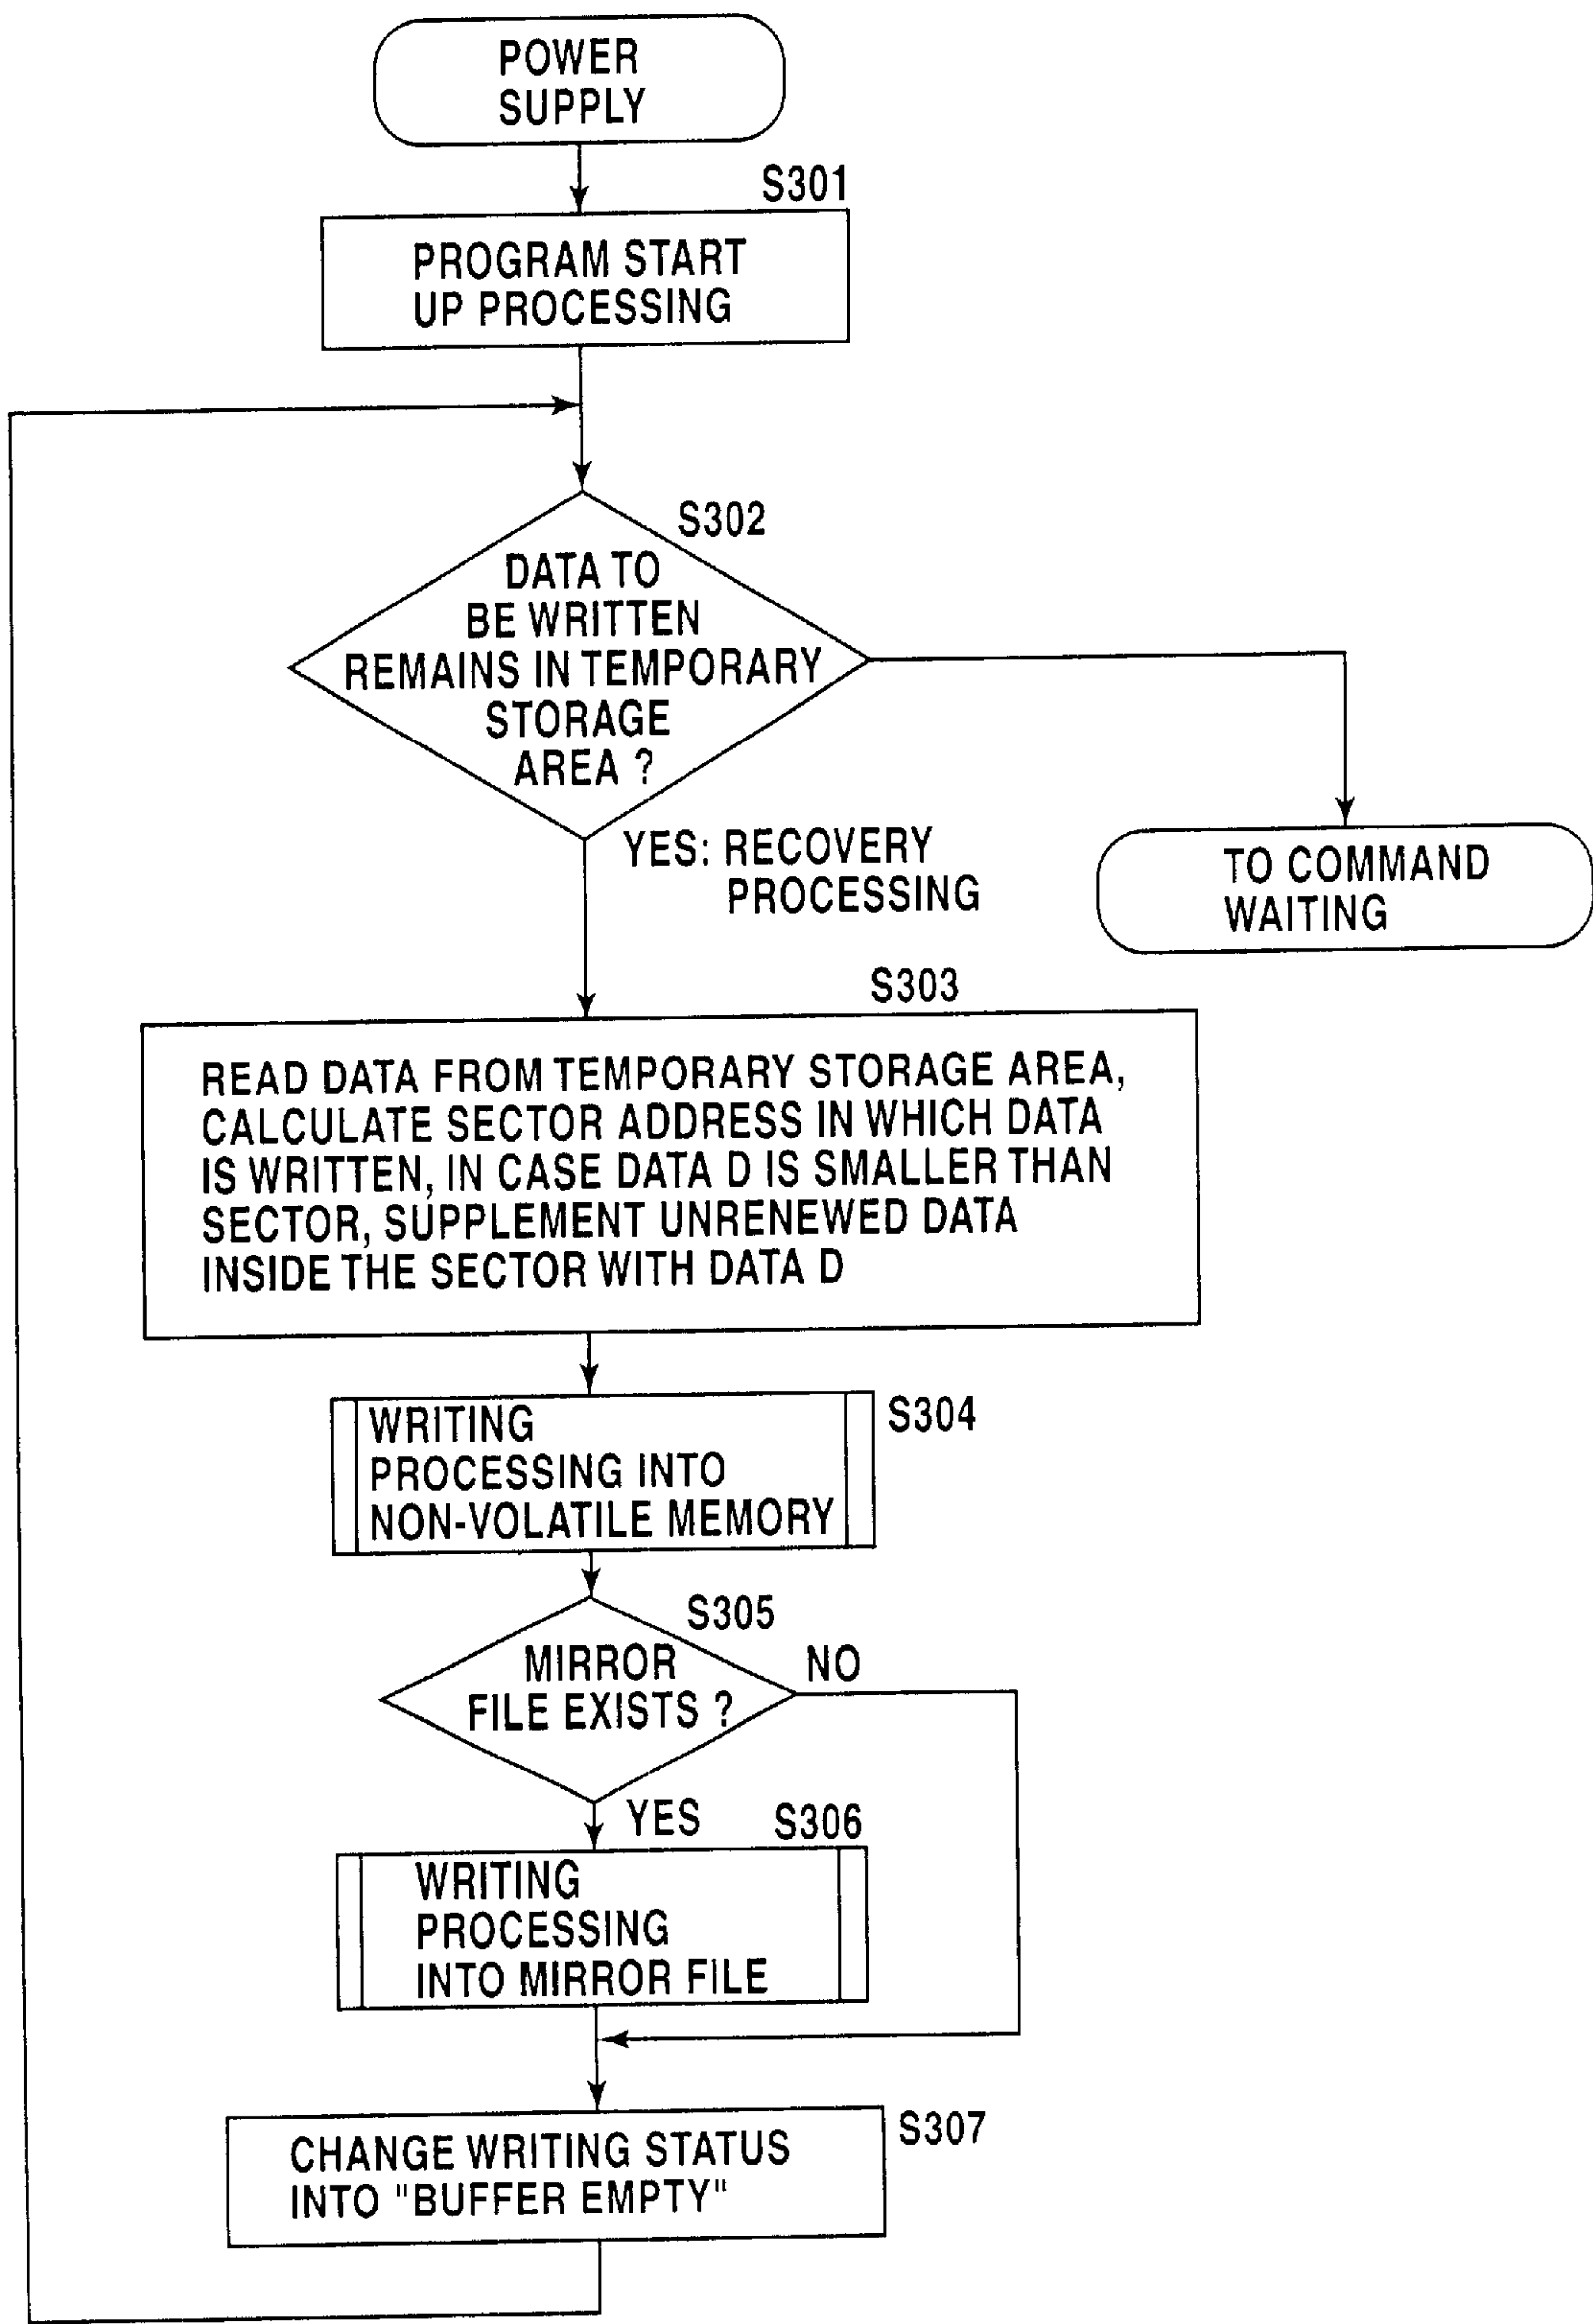 POWER
SUPPLY
S301
PROGRAM START
UP PROCESSING
S302
DATA TO
BE WRITTEN
REMAINS IN TEMPORARY
STORAGE
AREA ?
YES: RECOVERY
PROCESSING
TO COMMAND
WAITING
S303
READ DATA FROM TEMPORARY STORAGE AREA,
CALCULATE SECTOR ADDRESS IN WHICH DATA
IS WRITTEN, IN CASE DATA D IS SMALLER THAN
SECTOR, SUPPLEMENT UNRENEWED DATA
INSIDE THE SECTOR WITH DATA D
S304
WRITING
PROCESSING INTO
NON-VOLATILE MEMORY
S305
MIRROR
FILE EXISTS ?
NO
YES
S306
WRITING
PROCESSING
INTO MIRROR FILE
S307
CHANGE WRITING STATUS
INTO "BUFFER EMPTY"